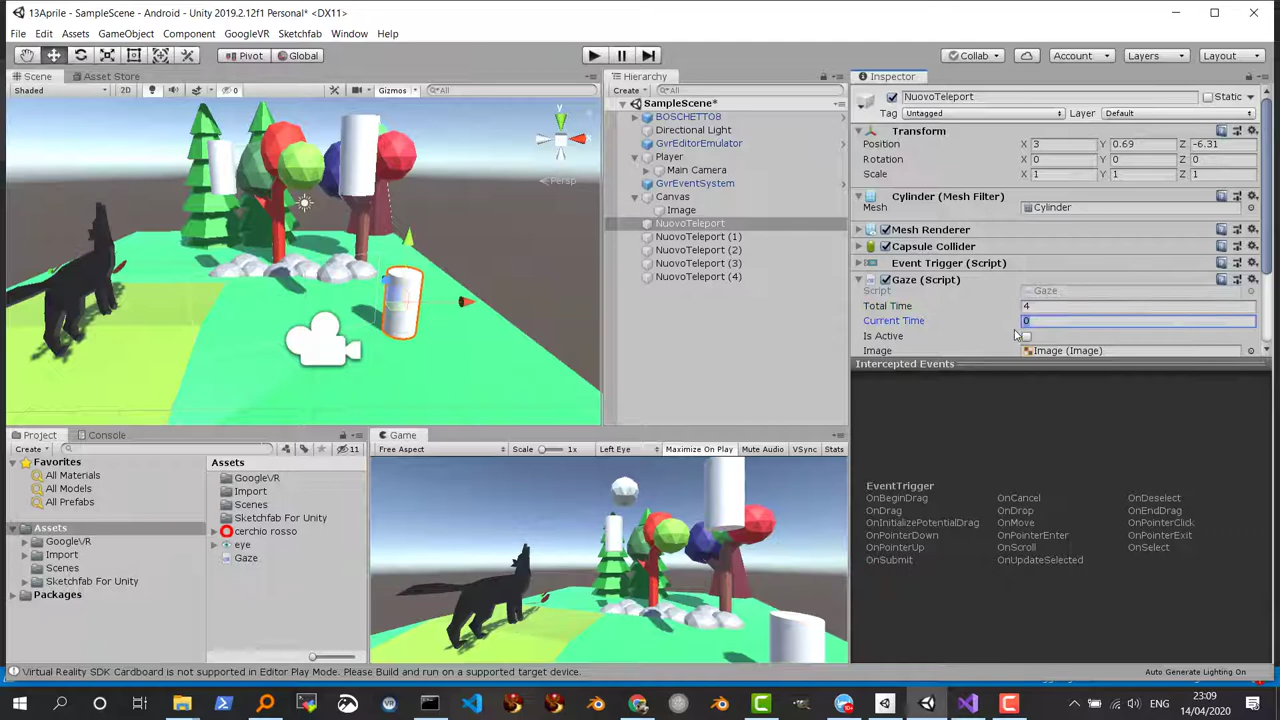 13Aprile - SampleScene - Android - Unity 2019.2.12f1 Personal* <DX11>
File Edit Assets GameObject Component GoogleVR Sketchfab Window Help
Pivot Global Collab Account Layers Layout
Scene Asset Store
Shaded 2D 0 Gizmos All
y
Persp
Hierarchy
Create All
SampleScene*
BOSCHETTO8
Directional Light
GvrEditorEmulator
Player
Main Camera
GvrEventSystem
Canvas
Image
NuovoTeleport
NuovoTeleport (1)
NuovoTeleport (2)
NuovoTeleport (3)
NuovoTeleport (4)
Inspector
NuovoTeleport Static
Tag Untagged Layer Default
Transform
Position X 3 Y 0.69 Z -6.31
Rotation X 0 Y 0 Z 0
Scale X 1 Y 1 Z 1
Cylinder (Mesh Filter)
Mesh Cylinder
Mesh Renderer
Capsule Collider
Event Trigger (Script)
Gaze (Script)
Script Gaze
Total Time 4
Current Time 0
Is Active
Image Image (Image)
Intercepted Events
EventTrigger
OnBeginDrag OnCancel OnDeselect
OnDrag OnDrop OnEndDrag
OnInitializePotentialDrag OnMove OnPointerClick
OnPointerDown OnPointerEnter OnPointerExit
OnPointerUp OnScroll OnSelect
OnSubmit OnUpdateSelected
Project Console
Create 11
Favorites
All Materials
All Models
All Prefabs
Assets
GoogleVR
Import
Scenes
Sketchfab For Unity
Packages
Assets
GoogleVR
Import
Scenes
Sketchfab For Unity
cerchio rosso
eye
Gaze
Game
Free Aspect Scale 1x Left Eye Maximize On Play Mute Audio VSync Stats
Virtual Reality SDK Cardboard is not supported in Editor Play Mode. Please Build and run on a supported target device.
Auto Generate Lighting On
ENG
23:09
14/04/2020